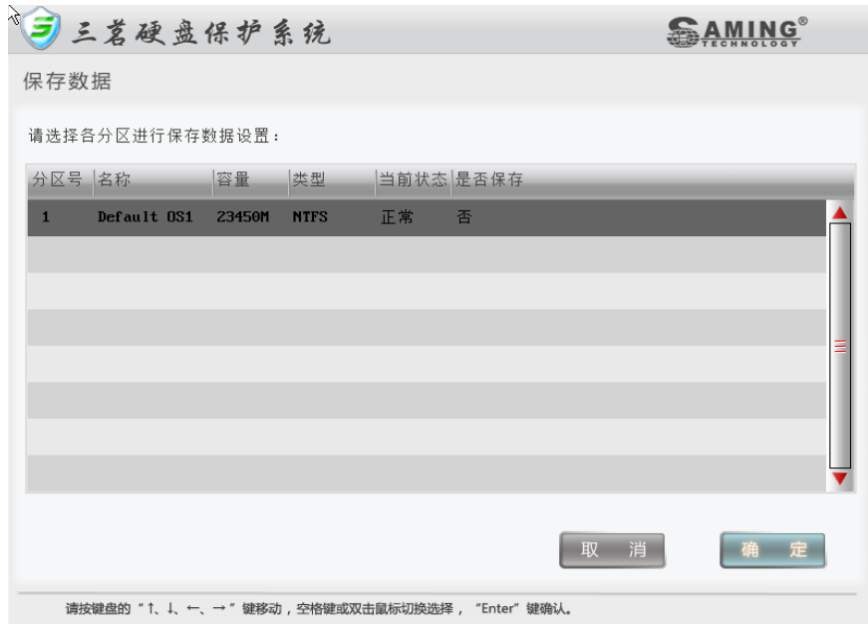 三茗硬盘保护系统
SAMING®
TECHNOLOGY
保存数据
请选择各分区进行保存数据设置：
分区号 名称 容量 类型 当前状态 是否保存
1 Default OS1 23450M NTFS 正常 否
取 消 确 定
请按键盘的“↑、↓、←、→”键移动，空格键或双击鼠标切换选择，“Enter”键确认。